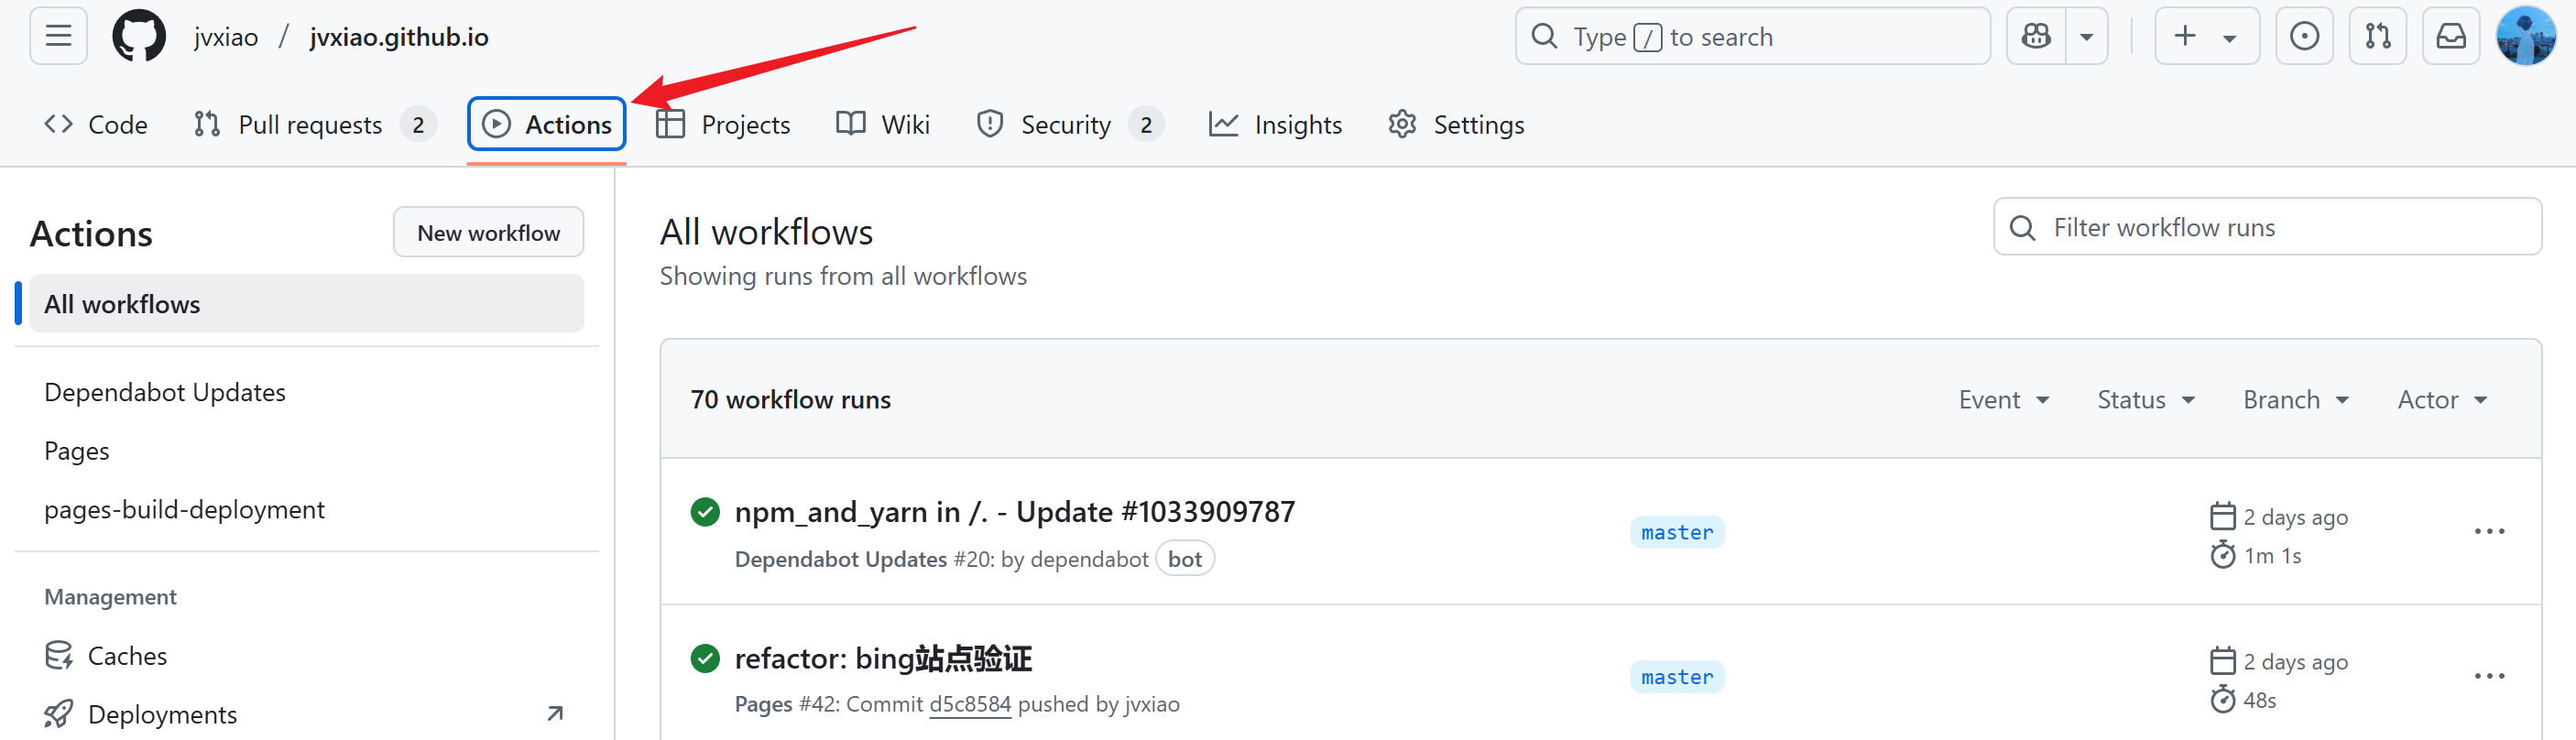 jvxiao / jvxiao.github.io
Type / to search
Code
Pull requests 2
Actions
Projects
Wiki
Security 2
Insights
Settings
Actions
New workflow
All workflows
Dependabot Updates
Pages
pages-build-deployment
Management
Caches
Deployments
All workflows
Showing runs from all workflows
Filter workflow runs
70 workflow runs
Event
Status
Branch
Actor
npm_and_yarn in /. - Update #1033909787
Dependabot Updates #20: by dependabot bot
master
2 days ago
1m 1s
refactor: bing站点验证
Pages #42: Commit d5c8584 pushed by jvxiao
master
2 days ago
48s